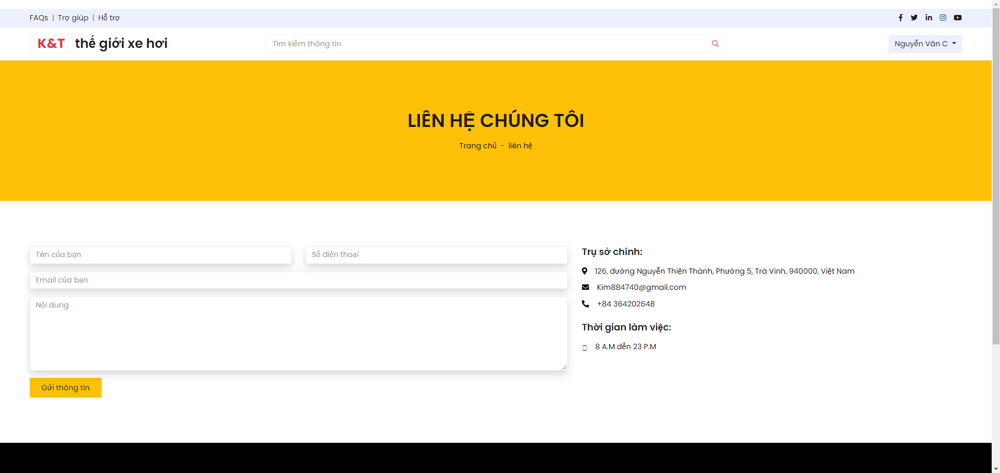 FAQs | Trợ giúp | Hỗ trợ
K&T thế giới xe hơi
Tìm kiếm thông tin
Nguyễn Văn C
LIÊN HỆ CHÚNG TÔI
Trang chủ - liên hệ
Tên của bạn
Số điện thoại
Email của bạn
Nội dung
Gửi thông tin
Trụ sở chính:
126, đường Nguyễn Thiện Thành, Phường 5, Trà Vinh, 940000, Việt Nam
Kim884740@gmail.com
+84 364202648
Thời gian làm việc:
8 A.M đến 23 P.M